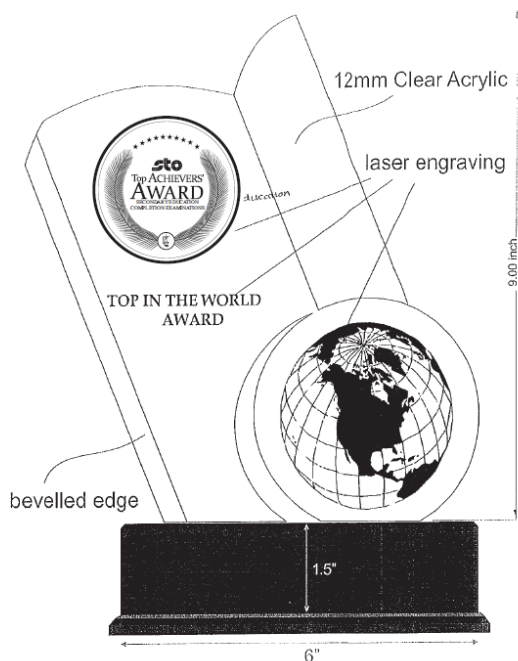 12mm Clear Acrylic
laser engraving
sto
TOP ACHIEVERS'
AWARD
SECONDARY EDUCATION
COMPLETION EXAMINATIONS
TOP IN THE WORLD
AWARD
9.00 inch
bevelled edge
1.5"
6"